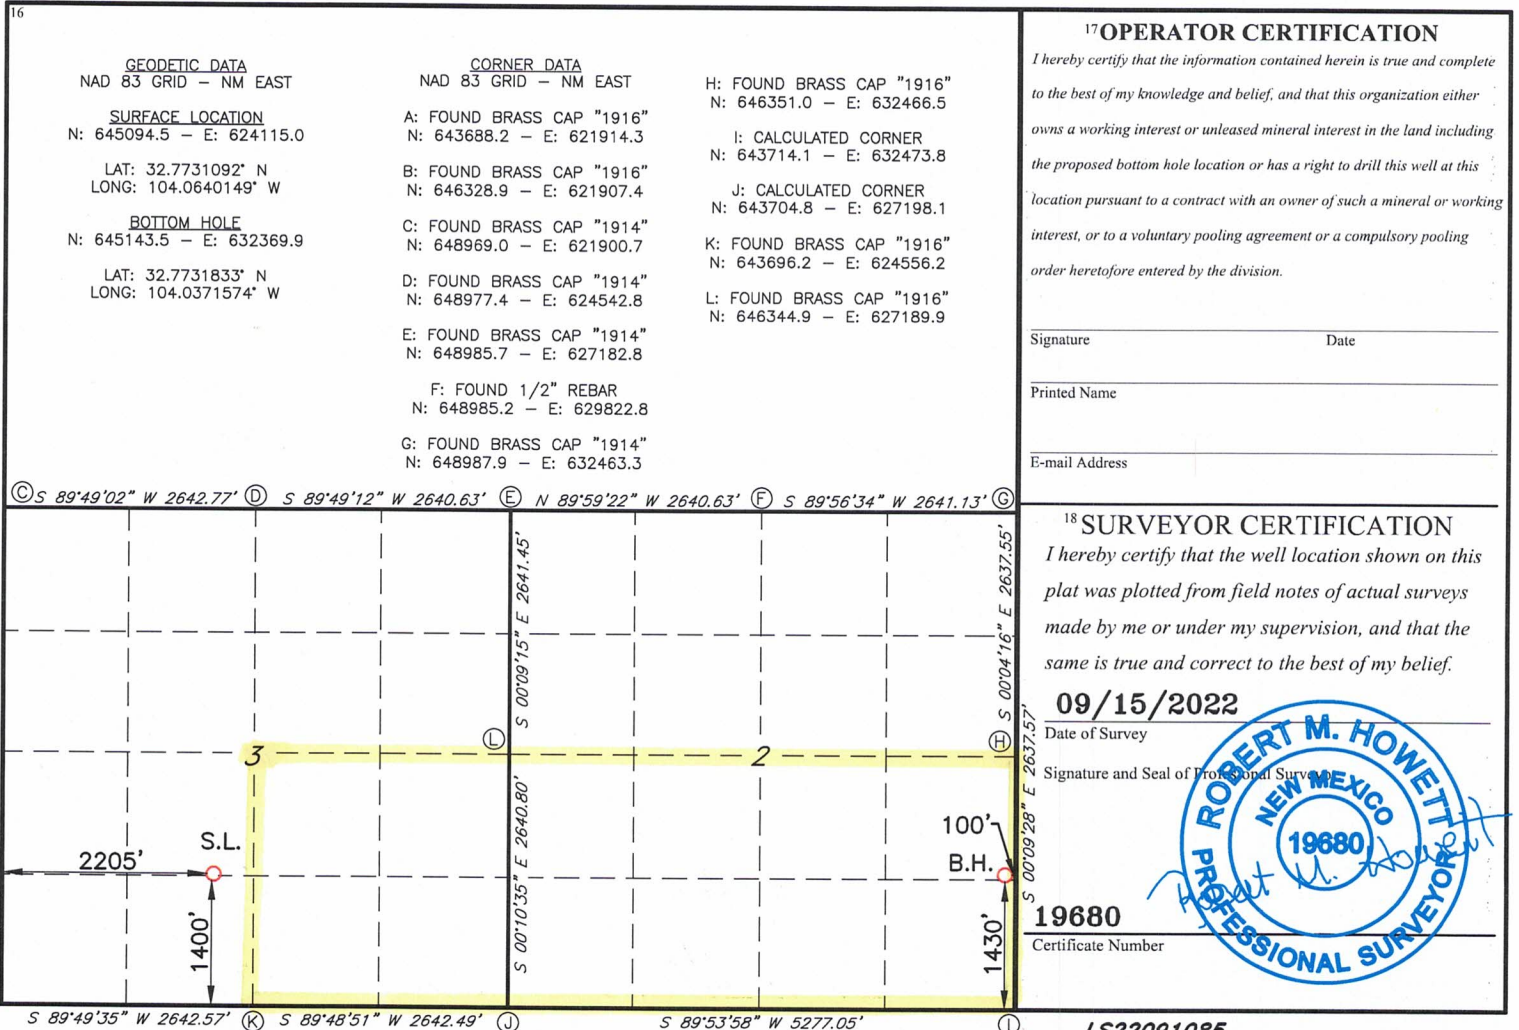 16
GEODETIC DATA
NAD 83 GRID – NM EAST
SURFACE LOCATION
N: 645094.5 – E: 624115.0
LAT: 32.7731092° N
LONG: 104.0640149° W
BOTTOM HOLE
N: 645143.5 – E: 632369.9
LAT: 32.7731833° N
LONG: 104.0371574° W
CORNER DATA
NAD 83 GRID – NM EAST
A: FOUND BRASS CAP "1916"
N: 643688.2 – E: 621914.3
B: FOUND BRASS CAP "1916"
N: 646328.9 – E: 621907.4
C: FOUND BRASS CAP "1914"
N: 648969.0 – E: 621900.7
D: FOUND BRASS CAP "1914"
N: 648977.4 – E: 624542.8
E: FOUND BRASS CAP "1914"
N: 648985.7 – E: 627182.8
F: FOUND 1/2" REBAR
N: 648985.2 – E: 629822.8
G: FOUND BRASS CAP "1914"
N: 648987.9 – E: 632463.3
H: FOUND BRASS CAP "1916"
N: 646351.0 – E: 632466.5
I: CALCULATED CORNER
N: 643714.1 – E: 632473.8
J: CALCULATED CORNER
N: 643704.8 – E: 627198.1
K: FOUND BRASS CAP "1916"
N: 643696.2 – E: 624556.2
L: FOUND BRASS CAP "1916"
N: 646344.9 – E: 627189.9
C S 89°49'02" W 2642.77' D S 89°49'12" W 2640.63' E N 89°59'22" W 2640.63' F S 89°56'34" W 2641.13' G
S 00°09'15" E 2641.45'
S 00°04'16" E 2637.55'
L
H
3
2
S 00°10'35" E 2640.80'
S 00°09'28" E 2637.57'
S.L.
2205'
1400'
100'
B.H.
1430'
S 89°49'35" W 2642.57' K S 89°48'51" W 2642.49' J S 89°53'58" W 5277.05' I
17 OPERATOR CERTIFICATION
I hereby certify that the information contained herein is true and complete
to the best of my knowledge and belief, and that this organization either
owns a working interest or unleased mineral interest in the land including
the proposed bottom hole location or has a right to drill this well at this
location pursuant to a contract with an owner of such a mineral or working
interest, or to a voluntary pooling agreement or a compulsory pooling
order heretofore entered by the division.
Signature Date
Printed Name
E-mail Address
18 SURVEYOR CERTIFICATION
I hereby certify that the well location shown on this
plat was plotted from field notes of actual surveys
made by me or under my supervision, and that the
same is true and correct to the best of my belief.
09/15/2022
Date of Survey
Signature and Seal of Professional Surveyor
ROBERT M. HOWETT
NEW MEXICO
19680
PROFESSIONAL SURVEYOR
Robert M. Howett
19680
Certificate Number
LS22091085